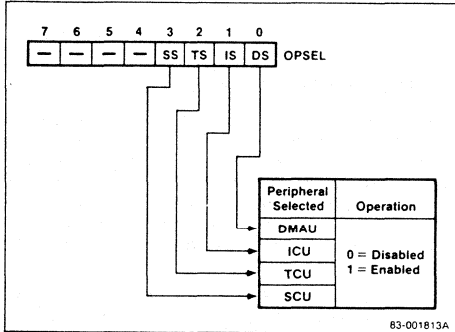 7 6 5 4 3 2 1 0
— — — — SS TS IS DS OPSEL
Peripheral Selected Operation
DMAU
ICU
TCU
SCU
0 = Disabled
1 = Enabled
83-001813A